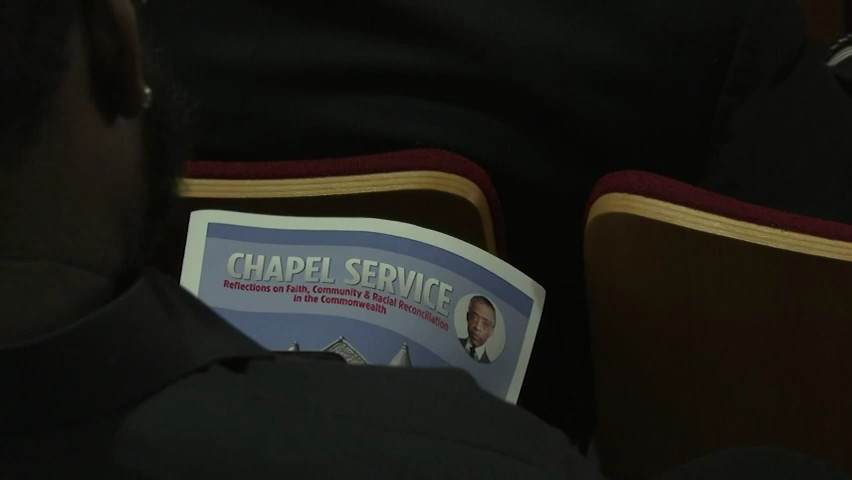 CHAPEL SERVICE
Reflections on Faith, Community & Racial Reconciliation
in the Commonwealth